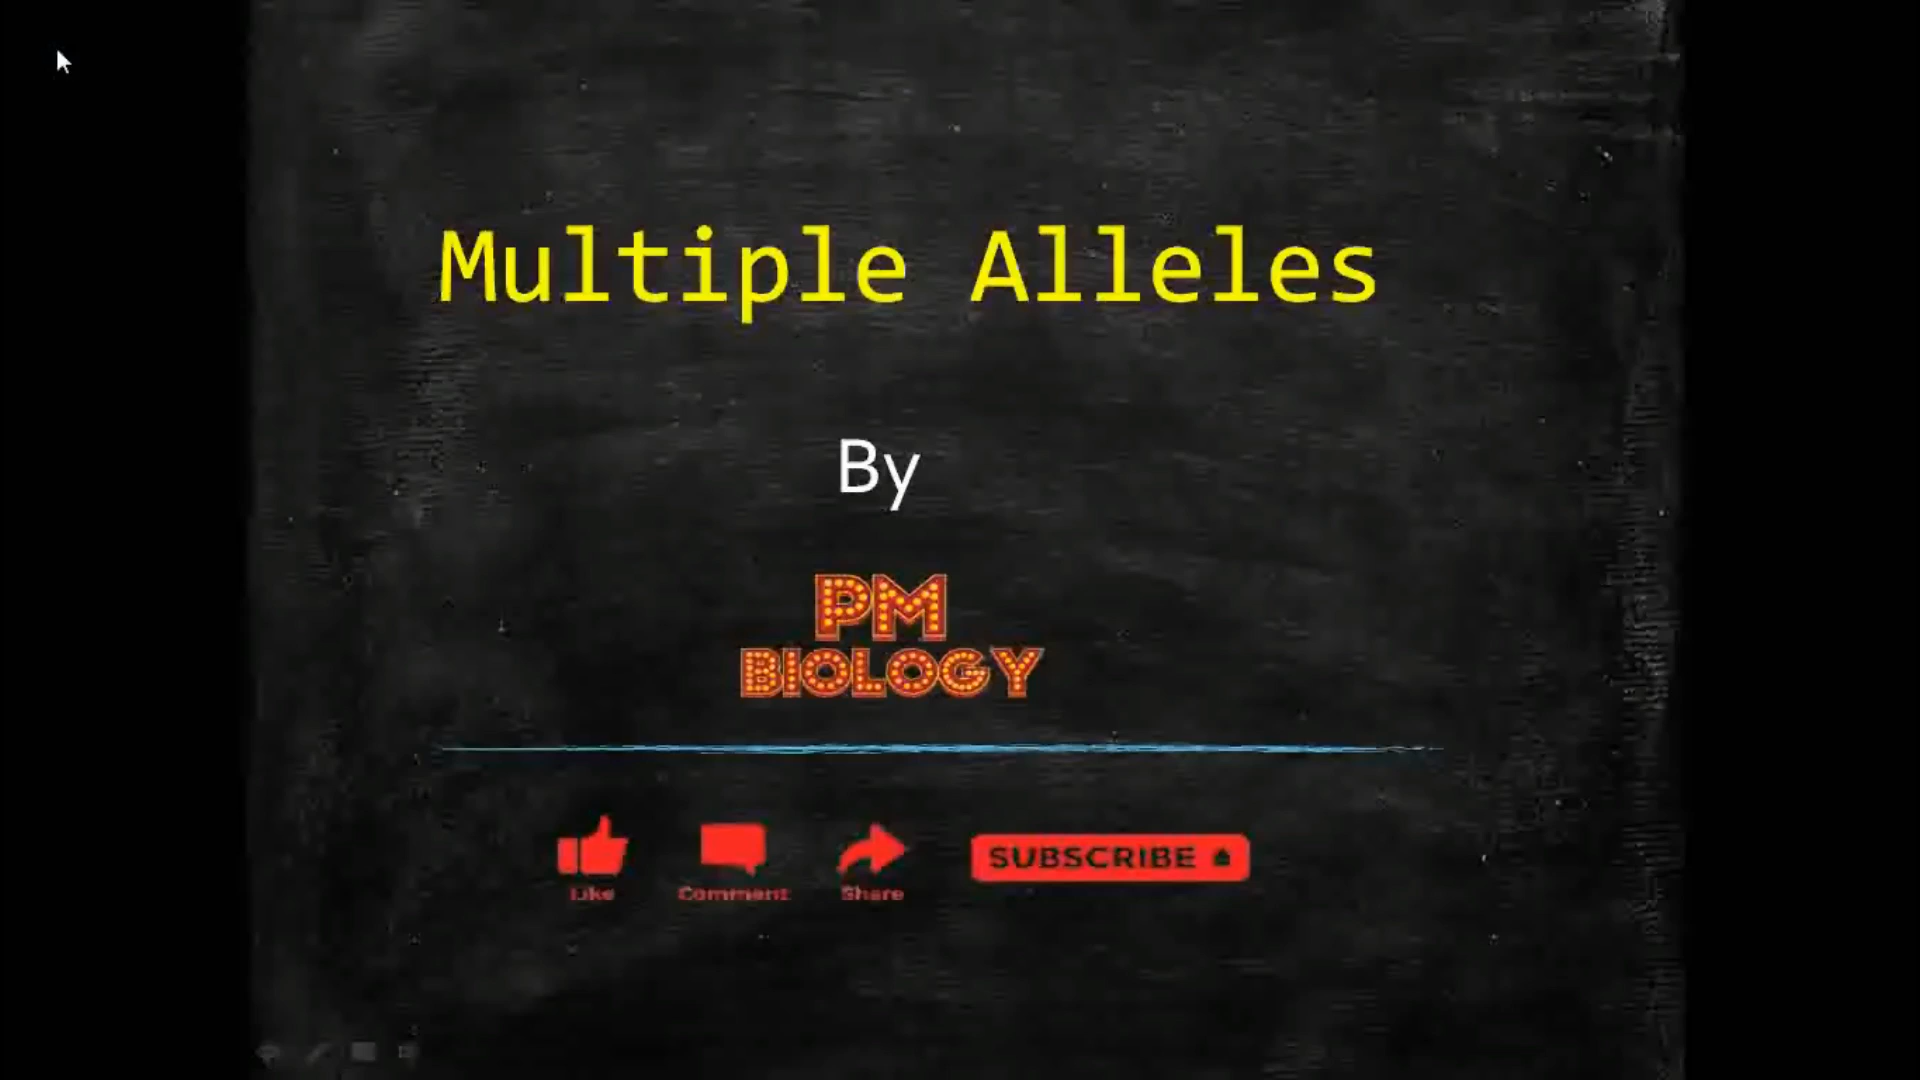 Multiple Alleles
By
PM
BIOLOGY
Like Comment Share SUBSCRIBE